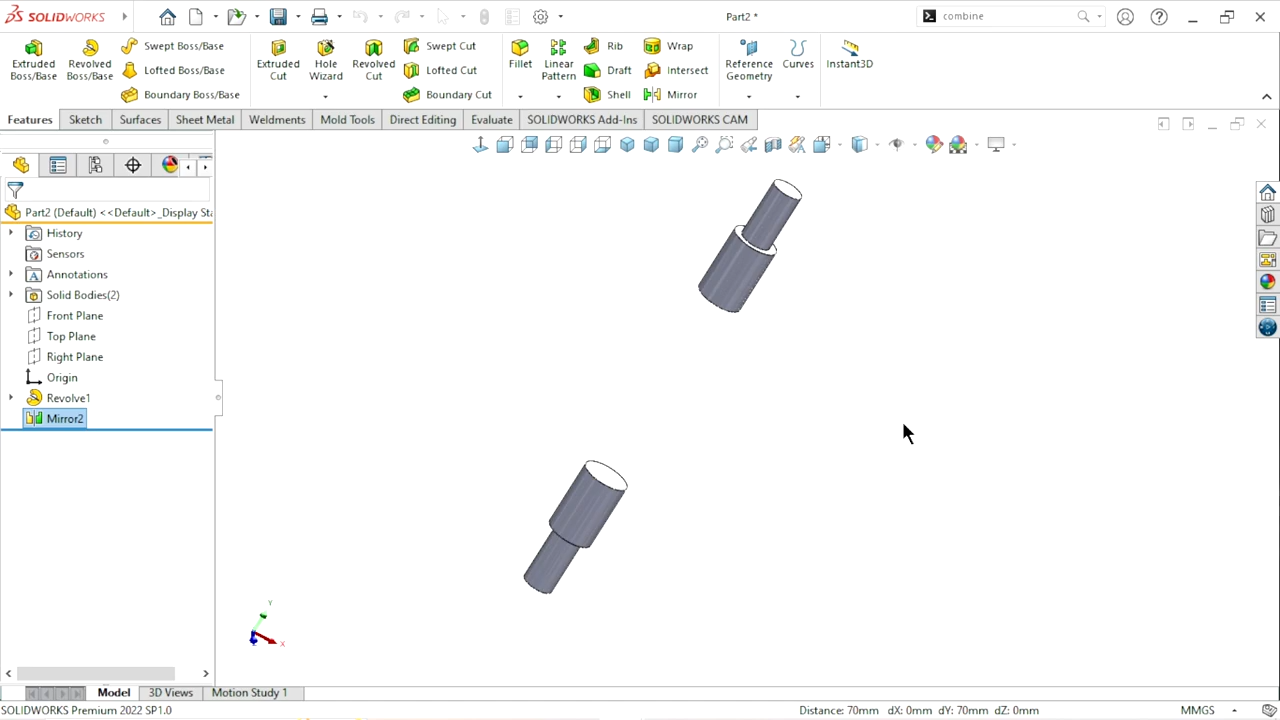 SOLIDWORKS
Part2 *
combine
Extruded Boss/Base
Revolved Boss/Base
Swept Boss/Base
Lofted Boss/Base
Boundary Boss/Base
Extruded Cut
Hole Wizard
Revolved Cut
Swept Cut
Lofted Cut
Boundary Cut
Fillet
Linear Pattern
Rib
Draft
Shell
Wrap
Intersect
Mirror
Reference Geometry
Curves
Instant3D
Features
Sketch
Surfaces
Sheet Metal
Weldments
Mold Tools
Direct Editing
Evaluate
SOLIDWORKS Add-Ins
SOLIDWORKS CAM
Part2 (Default) <<Default>_Display Sta
History
Sensors
Annotations
Solid Bodies(2)
Front Plane
Top Plane
Right Plane
Origin
Revolve1
Mirror2
Y
X
Model
3D Views
Motion Study 1
SOLIDWORKS Premium 2022 SP1.0
Distance: 70mm dX: 0mm dY: 70mm dZ: 0mm
MMGS